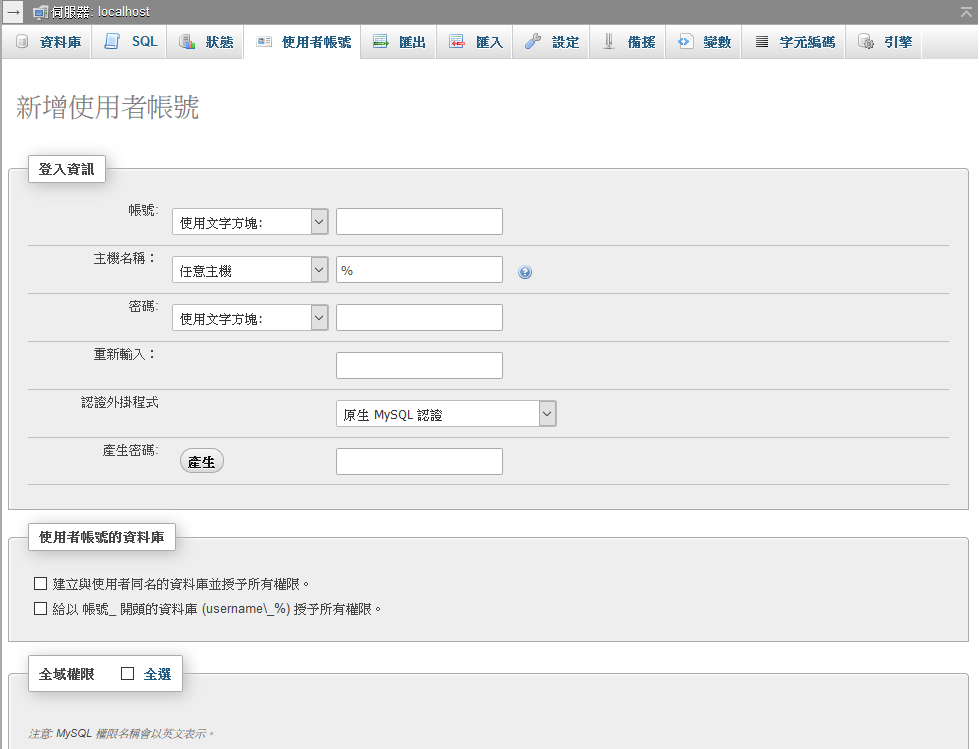 伺服器: localhost
資料庫 SQL 狀態 使用者帳號 匯出 匯入 設定 備援 變數 字元編碼 引擎
新增使用者帳號
登入資訊
帳號: 使用文字方塊:
主機名稱： 任意主機 %
密碼: 使用文字方塊:
重新輸入：
認證外掛程式 原生 MySQL 認證
產生密碼: 產生
使用者帳號的資料庫
建立與使用者同名的資料庫並授予所有權限。
給以 帳號_ 開頭的資料庫 (username\_%) 授予所有權限。
全域權限 全選
注意: MySQL 權限名稱會以英文表示。